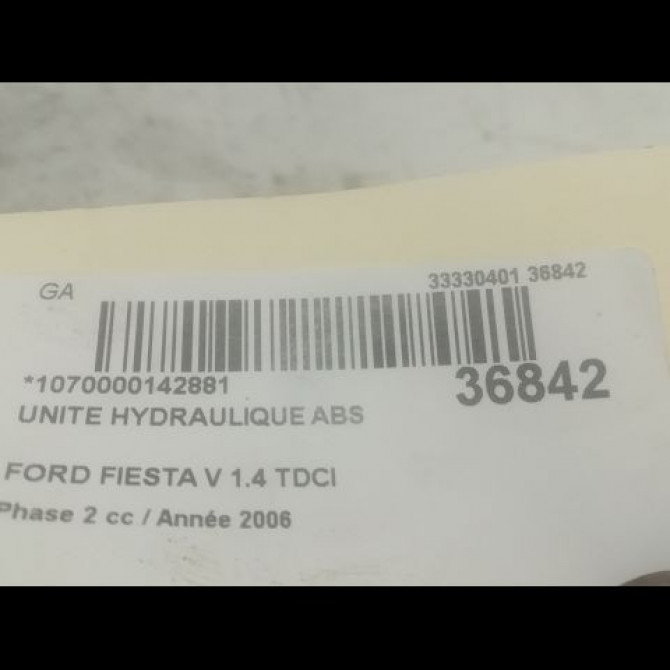 GA
33330401 36842
*1070000142881
36842
UNITE HYDRAULIQUE ABS
FORD FIESTA V 1.4 TDCI
Phase 2 cc / Année 2006